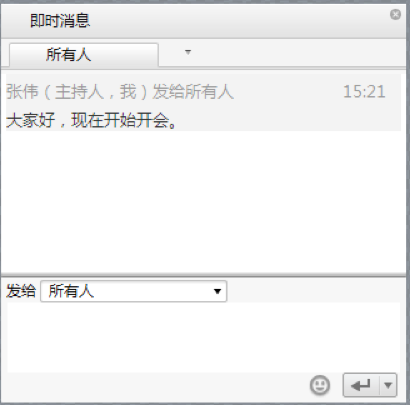 即时消息
所有人
张伟（主持人，我）发给所有人 15:21
大家好，现在开始开会。
发给 所有人